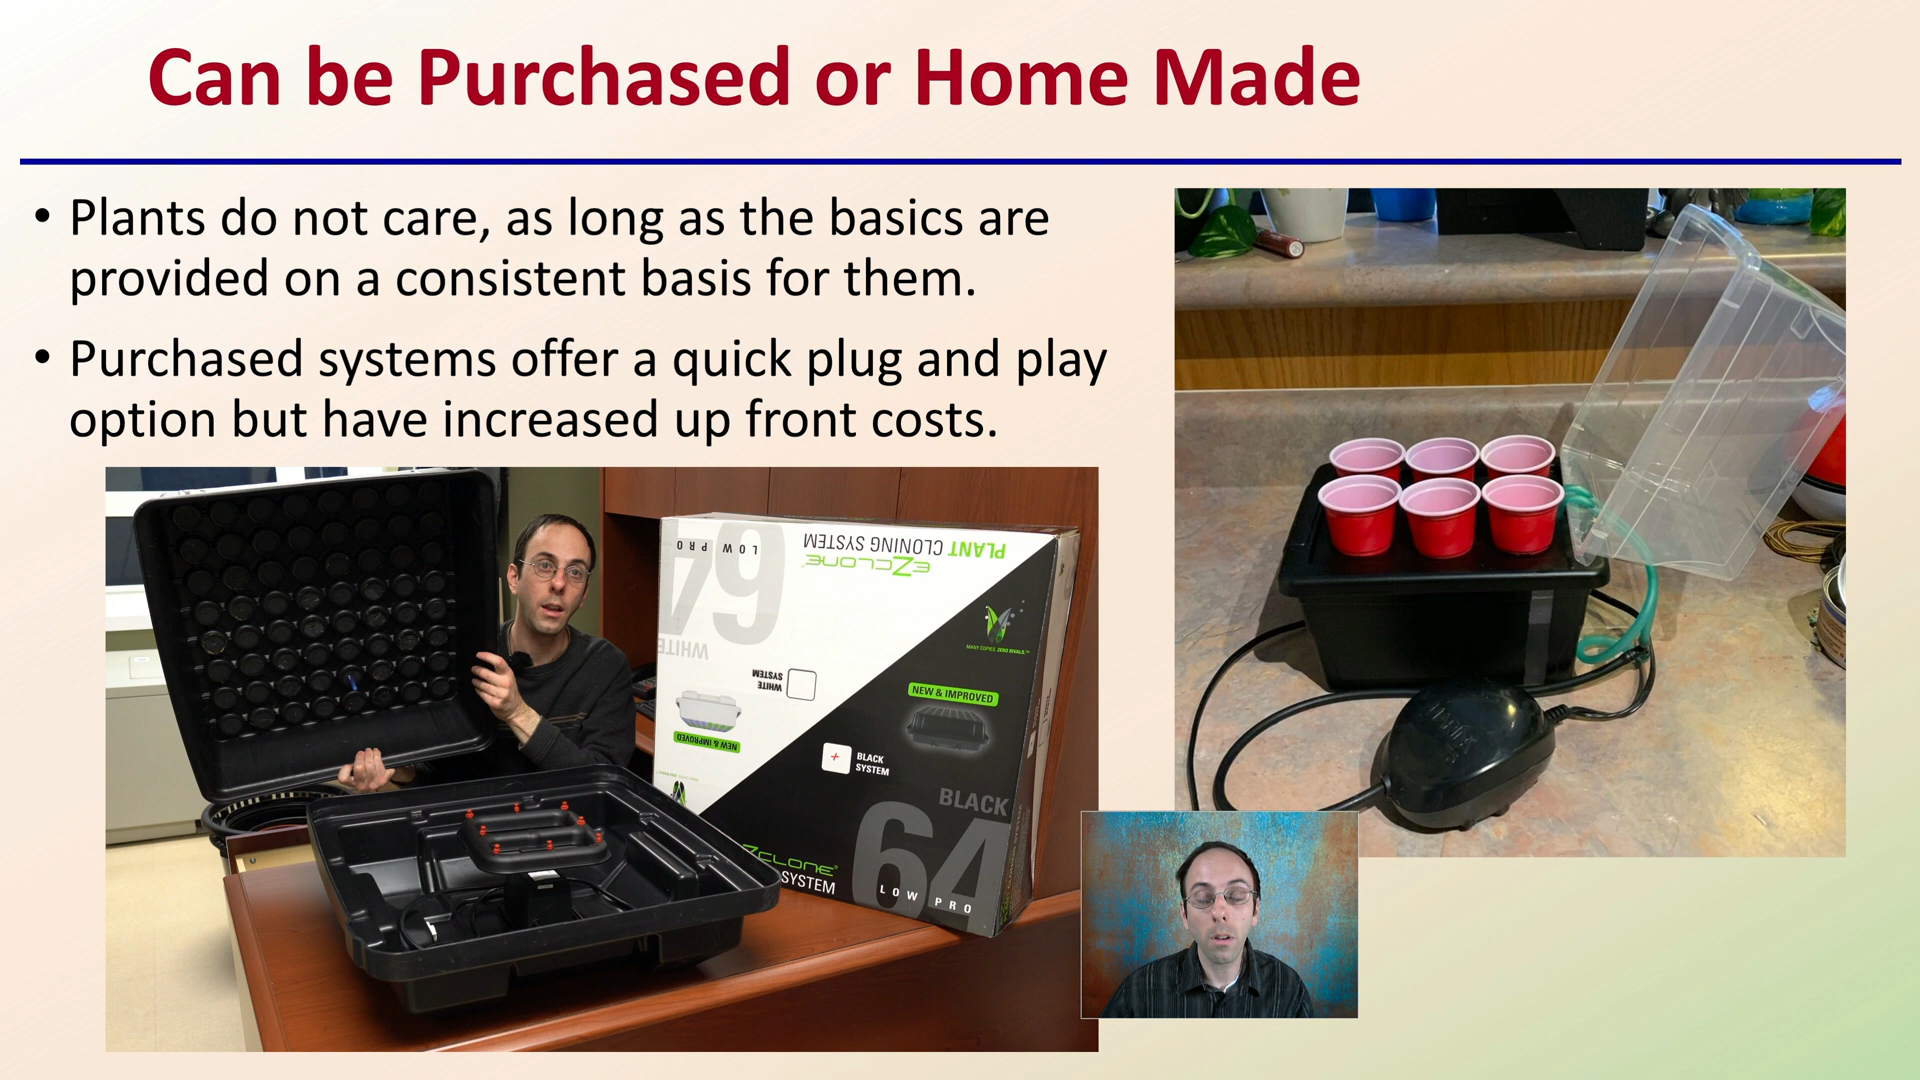 Can be Purchased or Home Made
• Plants do not care, as long as the basics are
provided on a consistent basis for them.
• Purchased systems offer a quick plug and play
option but have increased up front costs.
64
LOW PRO
PLANT CLONING SYSTEM
eZCLONE
WHITE
WHITE
SYSTEM
NEW & IMPROVED
MANY COPIES. ZERO RIVALS.™
NEW & IMPROVED
+ BLACK
SYSTEM
BLACK
64
LOW PRO
ZCLONE®
SYSTEM